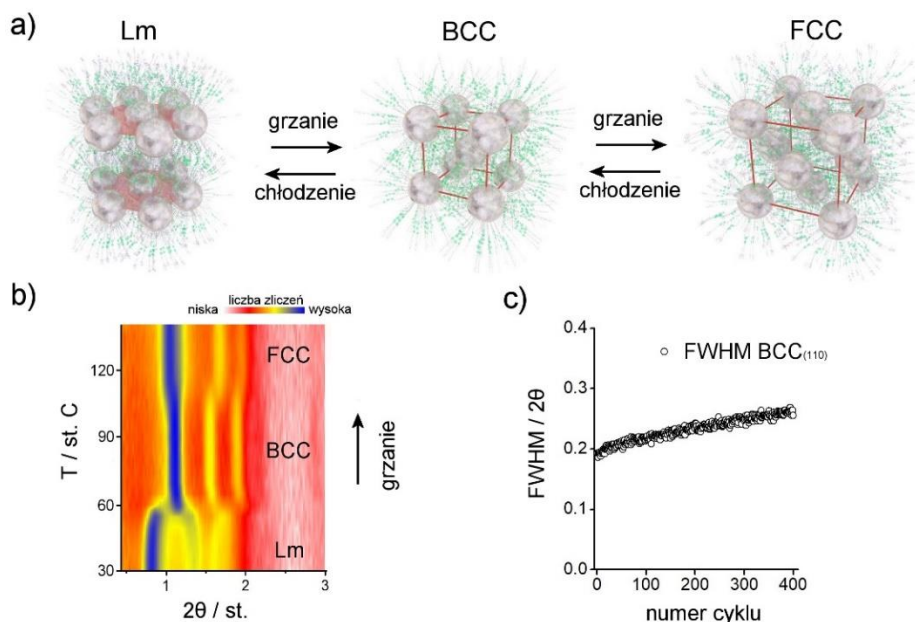 a)
Lm
BCC
FCC
grzanie
chłodzenie
grzanie
chłodzenie
b)
liczba zliczeń
niska
wysoka
T / st. C
120
90
60
30
FCC
BCC
Lm
1
2
3
2θ / st.
grzanie
c)
FWHM / 2θ
0.4
0.3
0.2
0.1
0.0
FWHM BCC(110)
0
100
200
300
400
numer cyklu